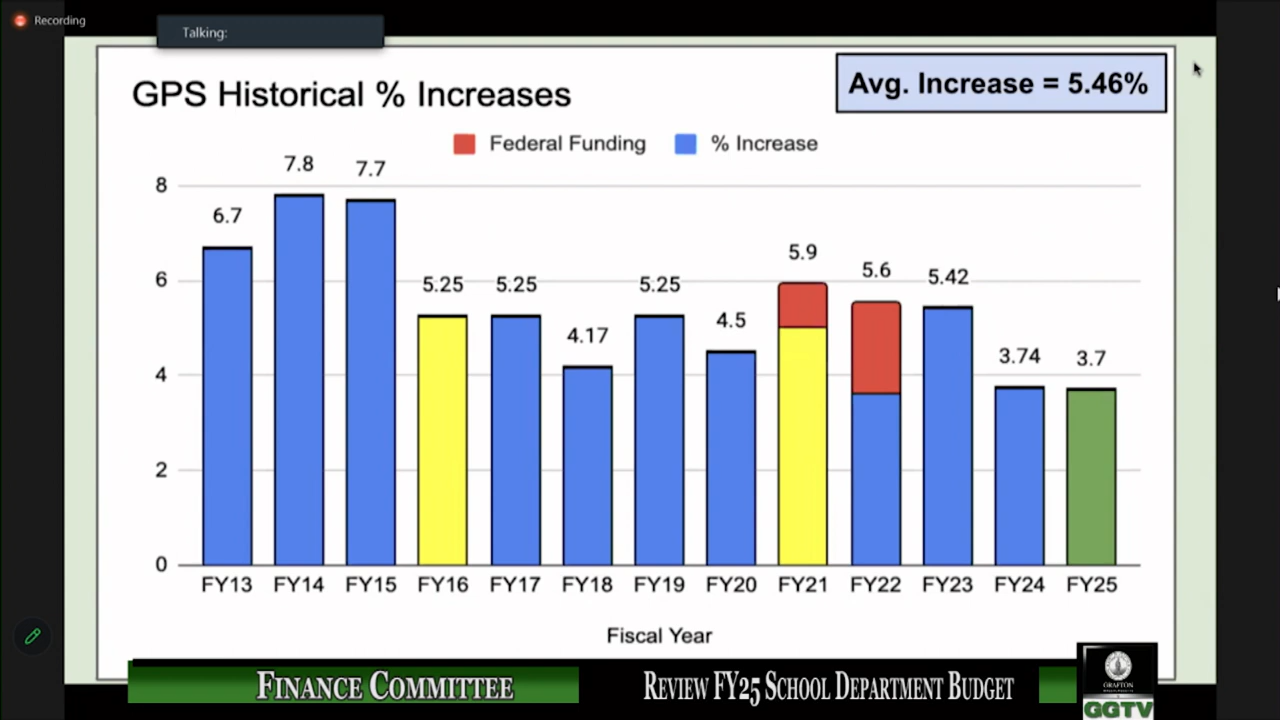 Recording
Talking:
GPS Historical % Increases
Avg. Increase = 5.46%
Federal Funding
% Increase
8
6
4
2
0
6.7
7.8
7.7
5.25
5.25
4.17
5.25
4.5
5.9
5.6
5.42
3.74
3.7
FY13 FY14 FY15 FY16 FY17 FY18 FY19 FY20 FY21 FY22 FY23 FY24 FY25
Fiscal Year
FINANCE COMMITTEE
REVIEW FY25 SCHOOL DEPARTMENT BUDGET
GRAFTON
GGTV